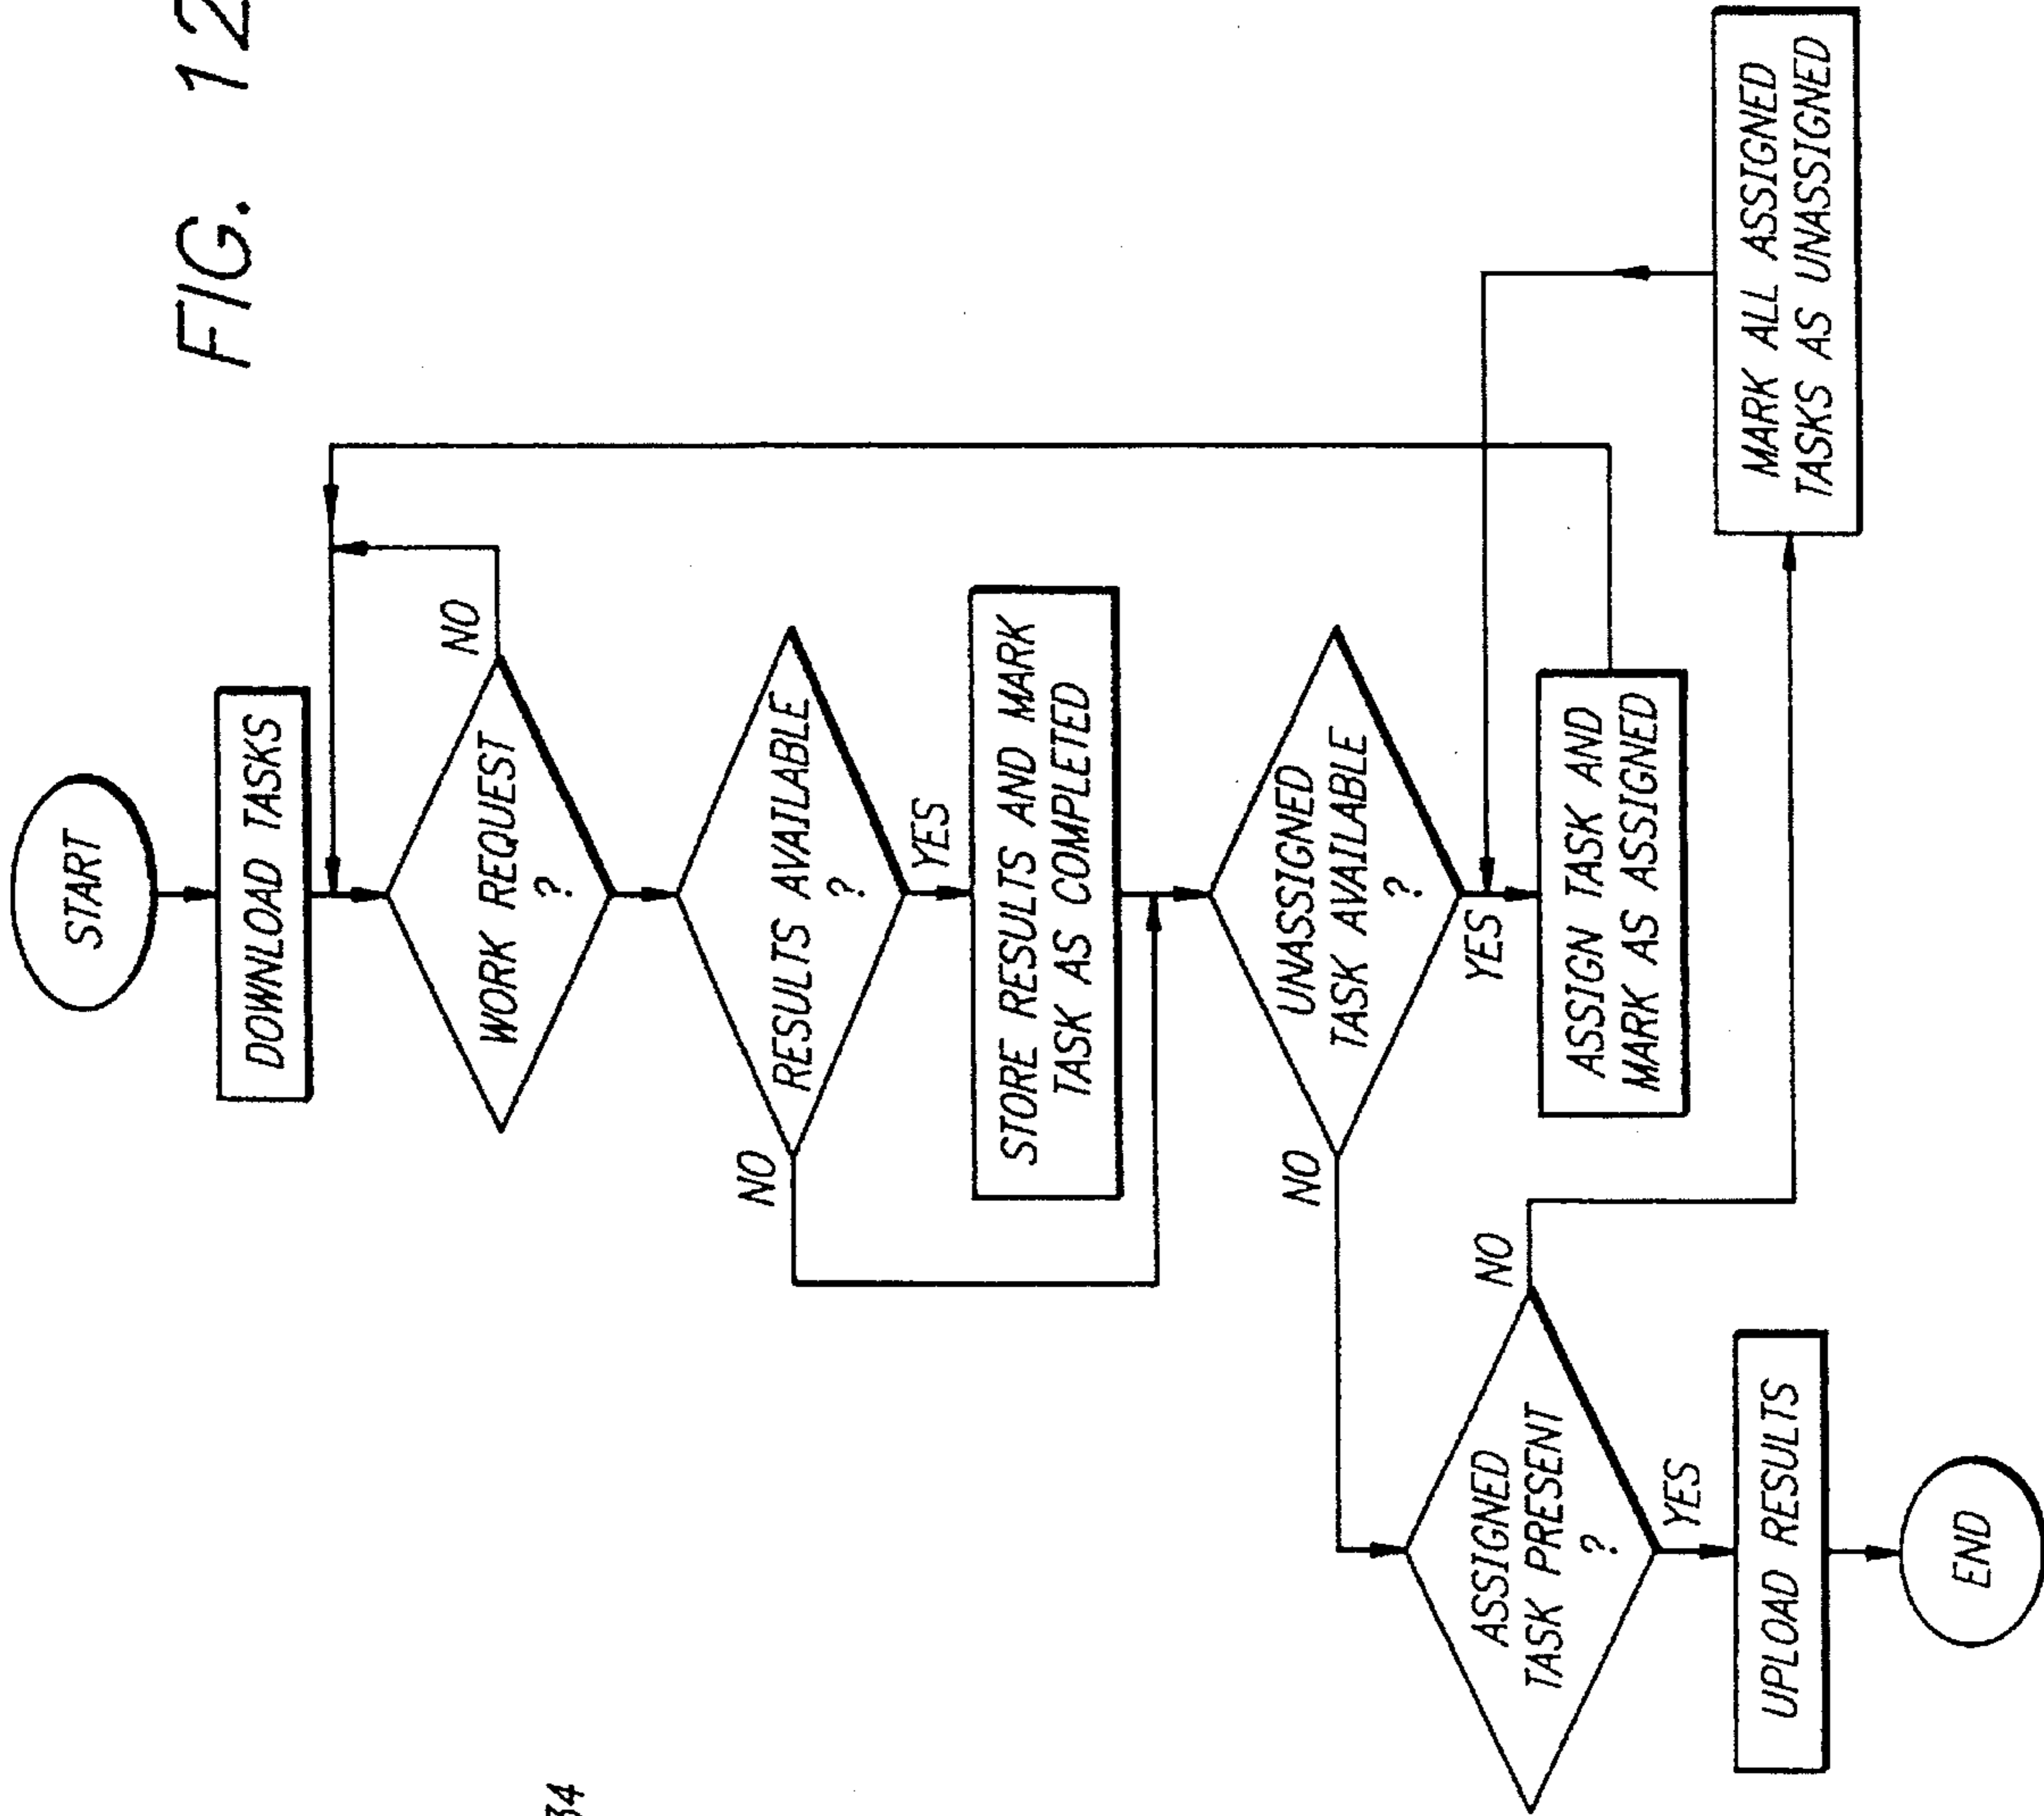 FIG. 12
START
DOWNLOAD TASKS
WORK REQUEST
?
NO
RESULTS AVAILABLE
?
NO
YES
STORE RESULTS AND MARK
TASK AS COMPLETED
UNASSIGNED
TASK AVAILABLE
?
NO
YES
ASSIGN TASK AND
MARK AS ASSIGNED
ASSIGNED
TASK PRESENT
?
NO
YES
MARK ALL ASSIGNED
TASKS AS UNASSIGNED
UPLOAD RESULTS
END
34